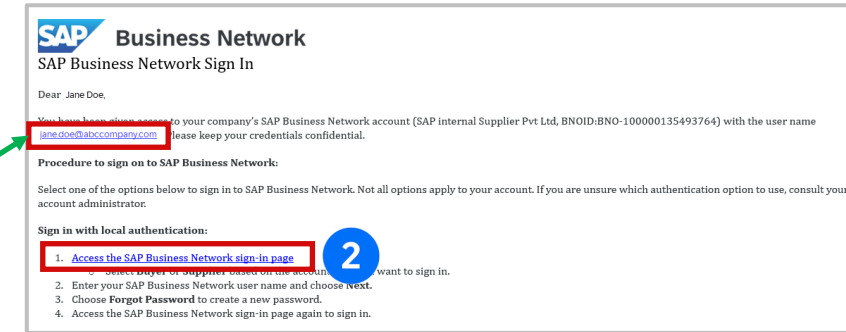 SAP Business Network
SAP Business Network Sign In
Dear Jane Doe,
You have been given access to your company's SAP Business Network account (SAP internal Supplier Pvt Ltd, BNOID:BNO-100000135493764) with the user name
jane.doe@abccompany.com Please keep your credentials confidential.
Procedure to sign on to SAP Business Network:
Select one of the options below to sign in to SAP Business Network. Not all options apply to your account. If you are unsure which authentication option to use, consult your
account administrator.
Sign in with local authentication:
1. Access the SAP Business Network sign-in page
2
○ Select Buyer or Supplier based on the account want to sign in.
2. Enter your SAP Business Network user name and choose Next.
3. Choose Forgot Password to create a new password.
4. Access the SAP Business Network sign-in page again to sign in.